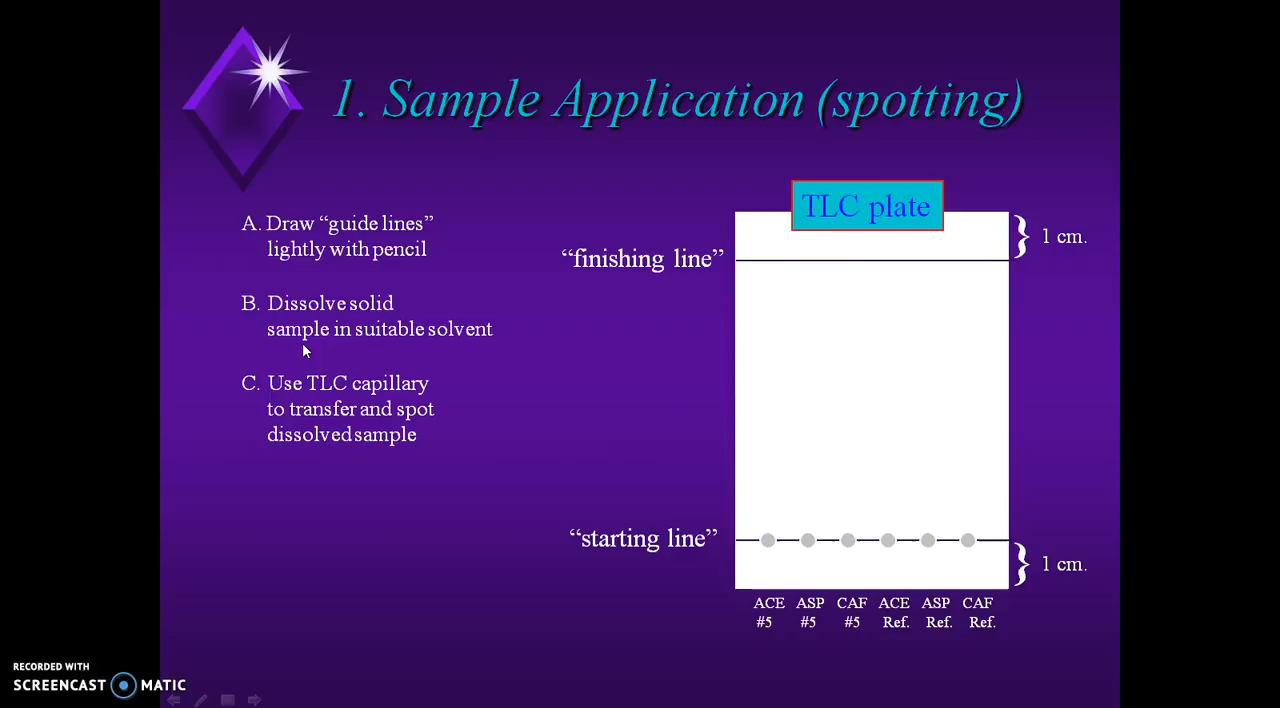 1. Sample Application (spotting)
A. Draw “guide lines”
lightly with pencil
B. Dissolve solid
sample in suitable solvent
C. Use TLC capillary
to transfer and spot
dissolved sample
TLC plate
“finishing line”
1 cm.
“starting line”
1 cm.
ACE ASP CAF ACE ASP CAF
#5 #5 #5 Ref. Ref. Ref.
RECORDED WITH
SCREENCAST MATIC